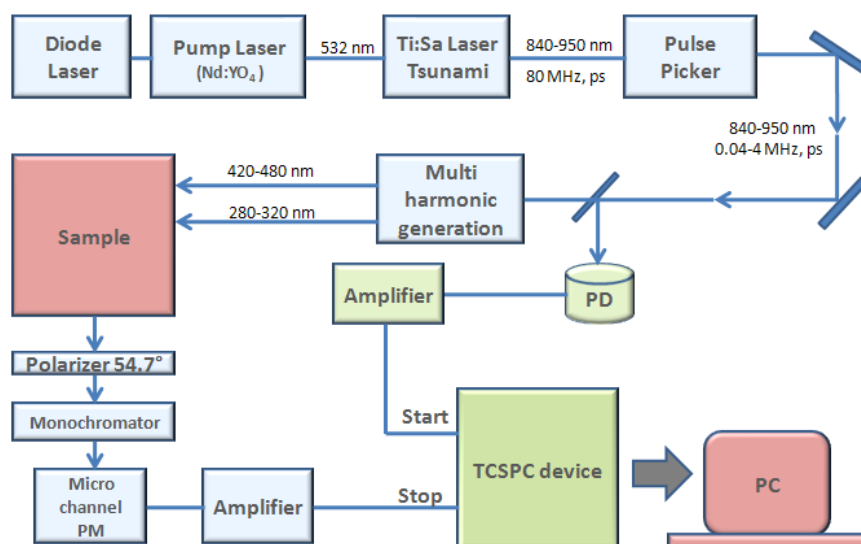 Diode
Laser
Pump Laser
(Nd:YO₄)
532 nm
Ti:Sa Laser
Tsunami
840-950 nm
80 MHz, ps
Pulse
Picker
840-950 nm
0.04-4 MHz, ps
Sample
420-480 nm
280-320 nm
Multi
harmonic
generation
Amplifier
PD
Polarizer 54.7°
Monochromator
Micro
channel
PM
Amplifier
Start
Stop
TCSPC device
PC